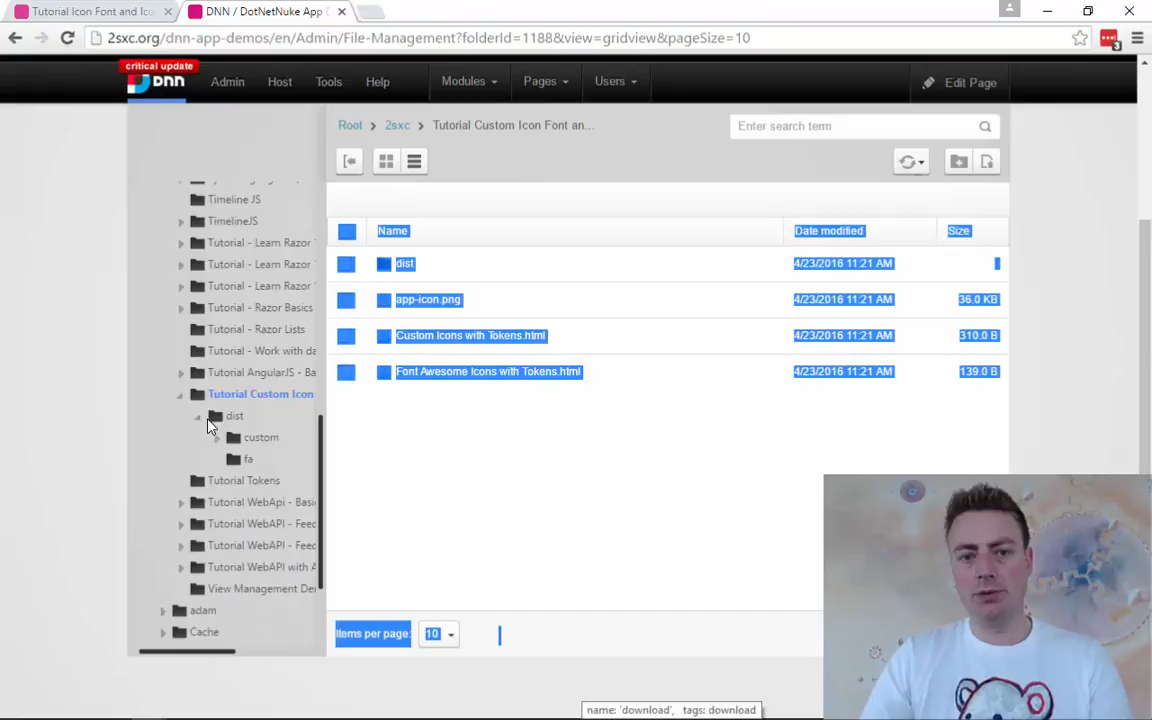 Tutorial Icon Font and Ico
DNN / DotNetNuke App D
2sxc.org/dnn-app-demos/en/Admin/File-Management?folderId=1188&view=gridview&pageSize=10
3
critical update
DNN
Admin
Host
Tools
Help
Modules
Pages
Users
Edit Page
Root
2sxc
Tutorial Custom Icon Font an...
Enter search term
Timeline JS
TimelineJS
Tutorial - Learn Razor
Tutorial - Learn Razor
Tutorial - Learn Razor
Tutorial - Razor Basics
Tutorial - Razor Lists
Tutorial - Work with da
Tutorial AngularJS - Ba
Tutorial Custom Icon
dist
custom
fa
Tutorial Tokens
Tutorial WebApi - Basi
Tutorial WebAPI - Feed
Tutorial WebAPI - Feed
Tutorial WebAPI with A
View Management De
adam
Cache
Name Date modified Size
dist 4/23/2016 11:21 AM
app-icon.png 4/23/2016 11:21 AM 36.0 KB
Custom Icons with Tokens.html 4/23/2016 11:21 AM 310.0 B
Font Awesome Icons with Tokens.html 4/23/2016 11:21 AM 139.0 B
Items per page: 10
name: 'download', tags: download